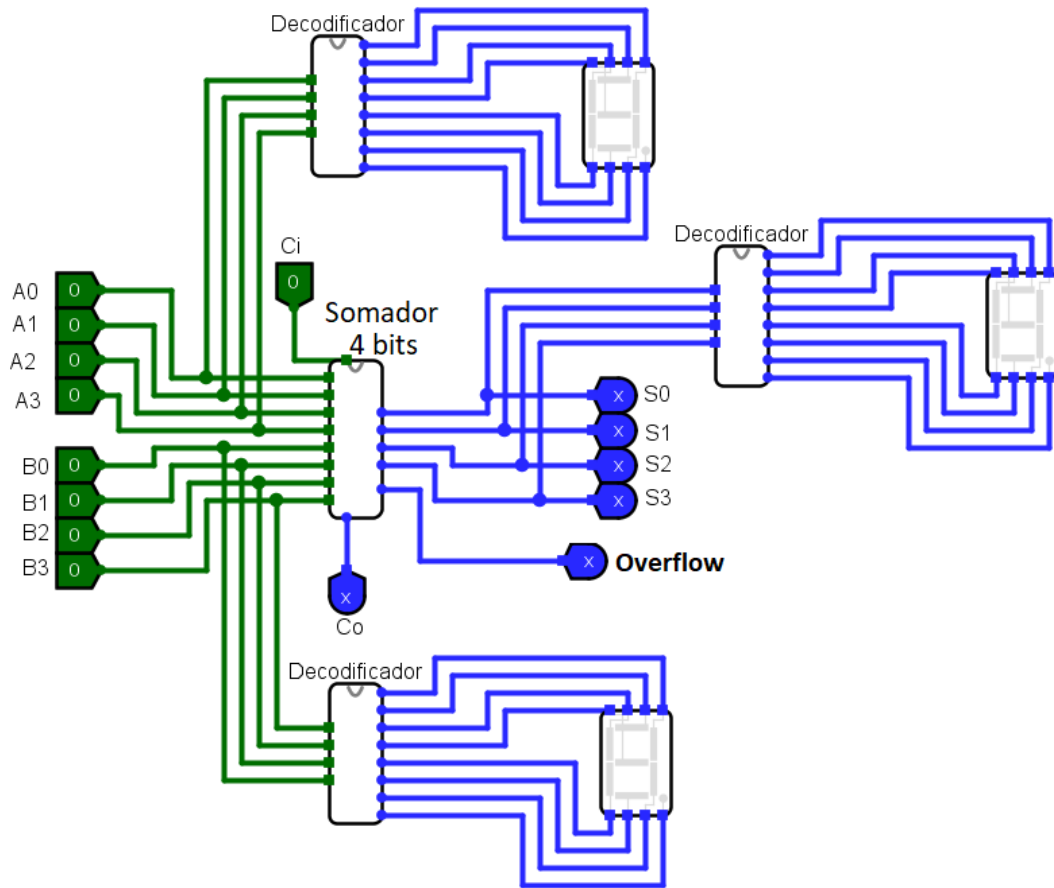 Decodificador
Decodificador
Ci
0
A0 0
A1 0
A2 0
A3 0
Somador
4 bits
B0 0
B1 0
B2 0
B3 0
x S0
x S1
x S2
x S3
x Overflow
x
Co
Decodificador